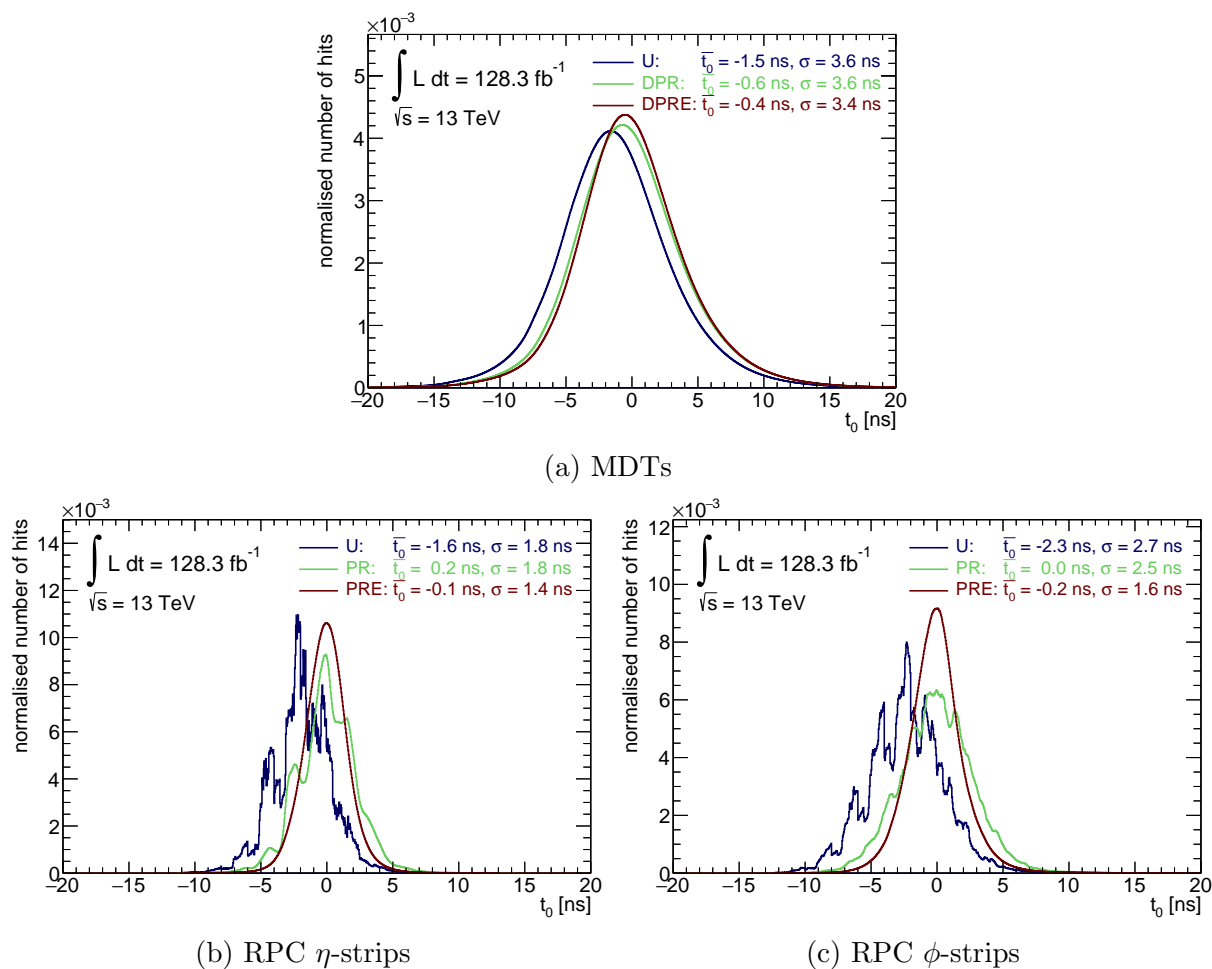 ×10⁻³
normalised number of hits
∫ L dt = 128.3 fb⁻¹
√s = 13 TeV
U: t̅₀ = -1.5 ns, σ = 3.6 ns
DPR: t̅₀ = -0.6 ns, σ = 3.6 ns
DPRE: t̅₀ = -0.4 ns, σ = 3.4 ns
5
4
3
2
1
0
−20 −15 −10 −5 0 5 10 15 20
t₀ [ns]
(a) MDTs
×10⁻³
normalised number of hits
∫ L dt = 128.3 fb⁻¹
√s = 13 TeV
U: t̅₀ = -1.6 ns, σ = 1.8 ns
PR: t̅₀ = 0.2 ns, σ = 1.8 ns
PRE: t̅₀ = -0.1 ns, σ = 1.4 ns
14
12
10
8
6
4
2
0
−20 −15 −10 −5 0 5 10 15 20
t₀ [ns]
(b) RPC η-strips
×10⁻³
normalised number of hits
∫ L dt = 128.3 fb⁻¹
√s = 13 TeV
U: t̅₀ = -2.3 ns, σ = 2.7 ns
PR: t̅₀ = 0.0 ns, σ = 2.5 ns
PRE: t̅₀ = -0.2 ns, σ = 1.6 ns
12
10
8
6
4
2
0
−20 −15 −10 −5 0 5 10 15 20
t₀ [ns]
(c) RPC ϕ-strips